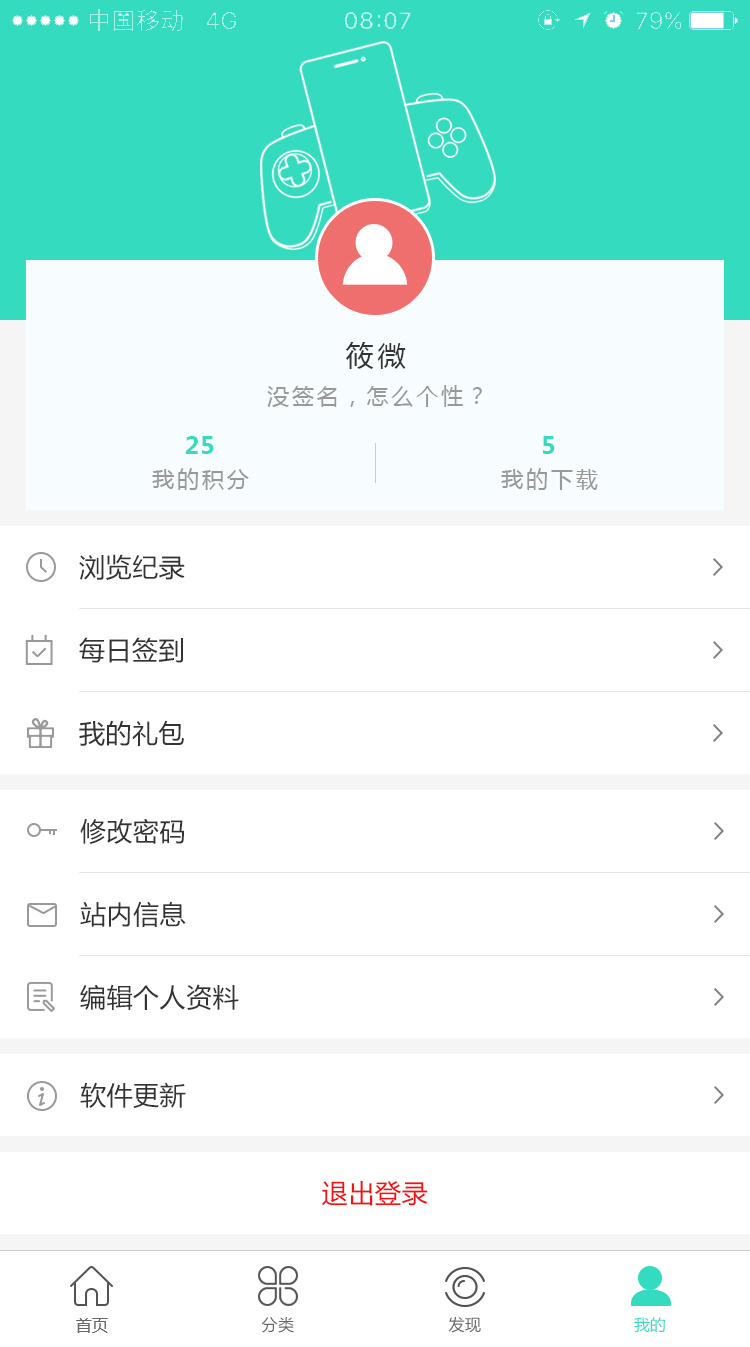 中国移动 4G 08:07 79%
筱微
没签名，怎么个性？
25 5
我的积分 我的下载
浏览纪录
每日签到
我的礼包
修改密码
站内信息
编辑个人资料
软件更新
退出登录
首页 分类 发现 我的